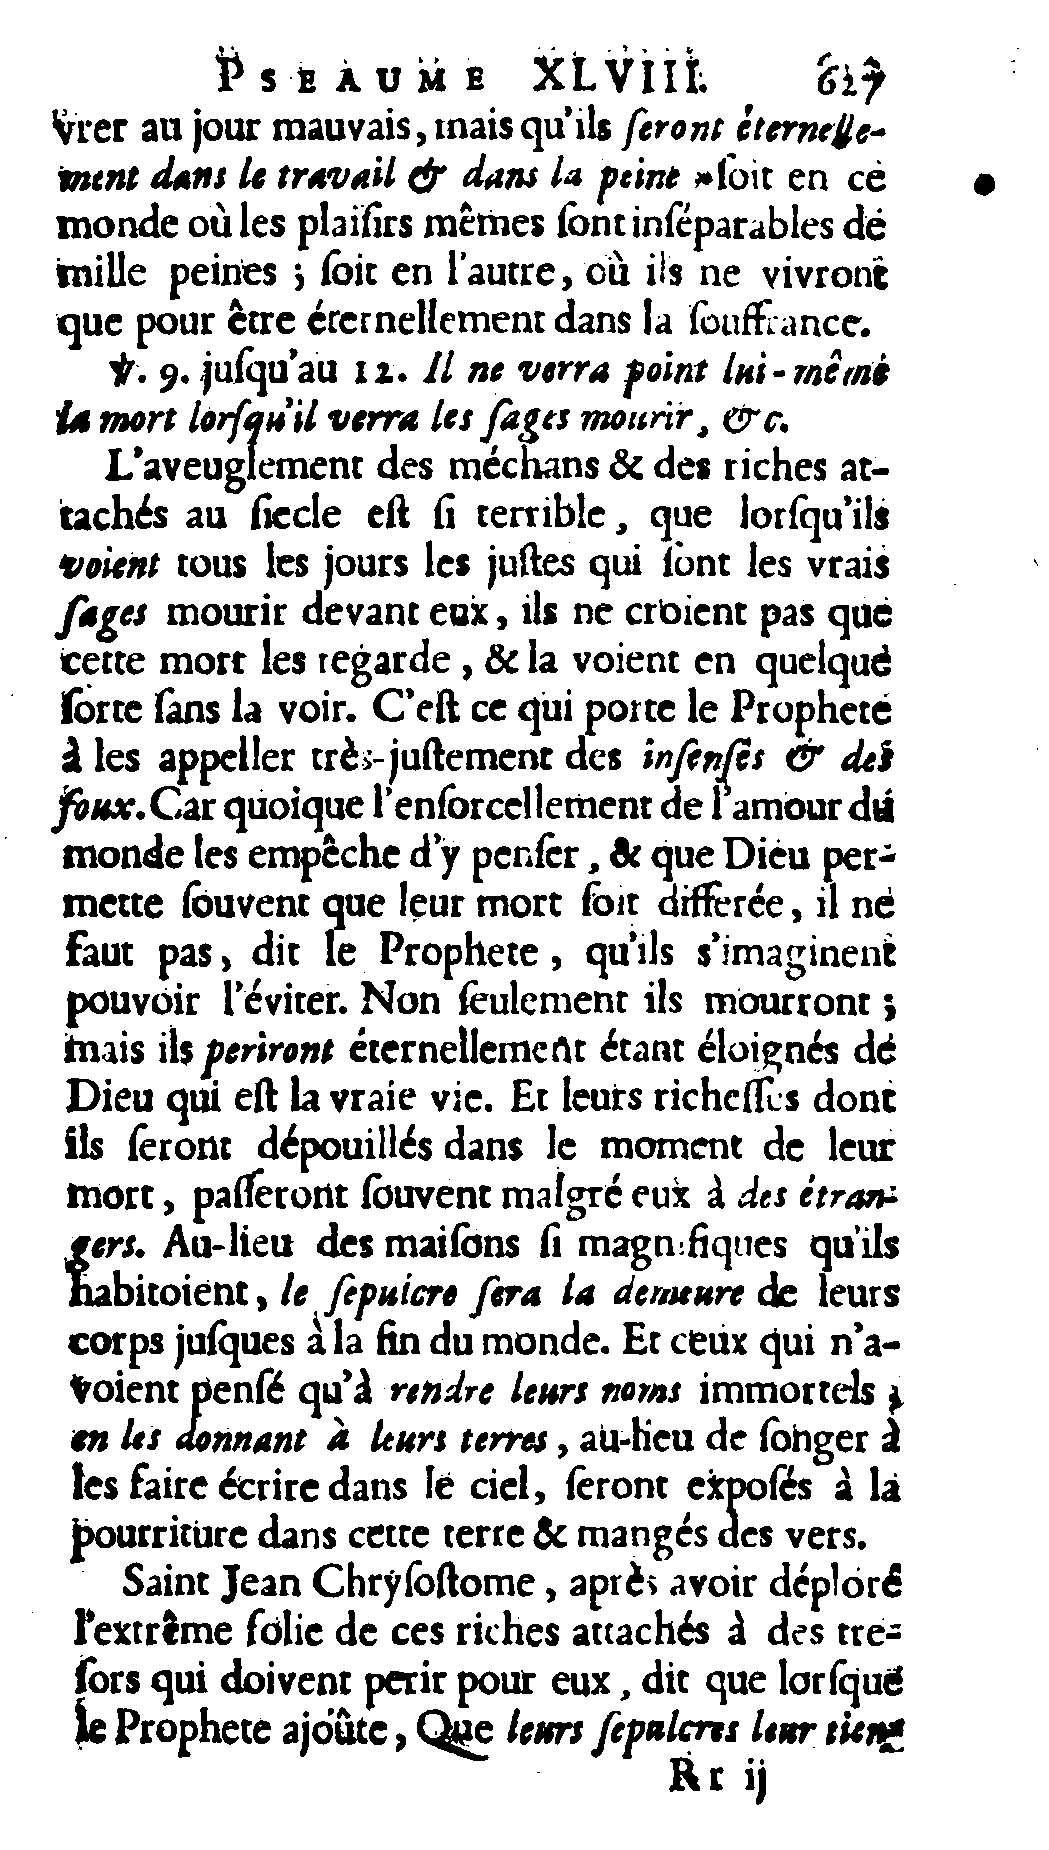 PSEAUME XLVIII. 627
vrer au jour mauvais, mais qu'ils ſeront éternelle-
ment dans le travail & dans la peine » ſoit en ce
monde où les plaiſirs mêmes ſont inſéparables de
mille peines ; ſoit en l'autre, où ils ne vivront
que pour être éternellement dans la ſouffrance.
℣. 9. juſqu'au 12. Il ne verra point lui-même
la mort lorſqu'il verra les ſages mourir, &c.
L'aveuglement des méchans & des riches at-
tachés au ſiecle eſt ſi terrible, que lorſqu'ils
voient tous les jours les juſtes qui ſont les vrais
ſages mourir devant eux, ils ne croient pas que
cette mort les regarde, & la voient en quelque
ſorte ſans la voir. C'eſt ce qui porte le Prophete
à les appeller très-juſtement des inſenſés & des
foux. Car quoique l'enſorcellement de l'amour du
monde les empêche d'y penſer, & que Dieu per-
mette ſouvent que leur mort ſoit differée, il ne
faut pas, dit le Prophete, qu'ils s'imaginent
pouvoir l'éviter. Non ſeulement ils mourront ;
mais ils periront éternellement étant éloignés de
Dieu qui eſt la vraie vie. Et leurs richeſſes dont
ils ſeront dépouillés dans le moment de leur
mort, paſſeront ſouvent malgré eux à des étran-
gers. Au-lieu des maiſons ſi magnifiques qu'ils
habitoient, le ſepulcre ſera la demeure de leurs
corps juſques à la fin du monde. Et ceux qui n'a-
voient penſé qu'à rendre leurs noms immortels ;
en les donnant à leurs terres, au-lieu de ſonger à
les faire écrire dans le ciel, ſeront expoſés à la
pourriture dans cette terre & mangés des vers.
Saint Jean Chryſoſtome, après avoir déploré
l'extrême folie de ces riches attachés à des tre-
ſors qui doivent perir pour eux, dit que lorſque
le Prophete ajoûte, Que leurs ſepulcres leur tien-
Rr ij